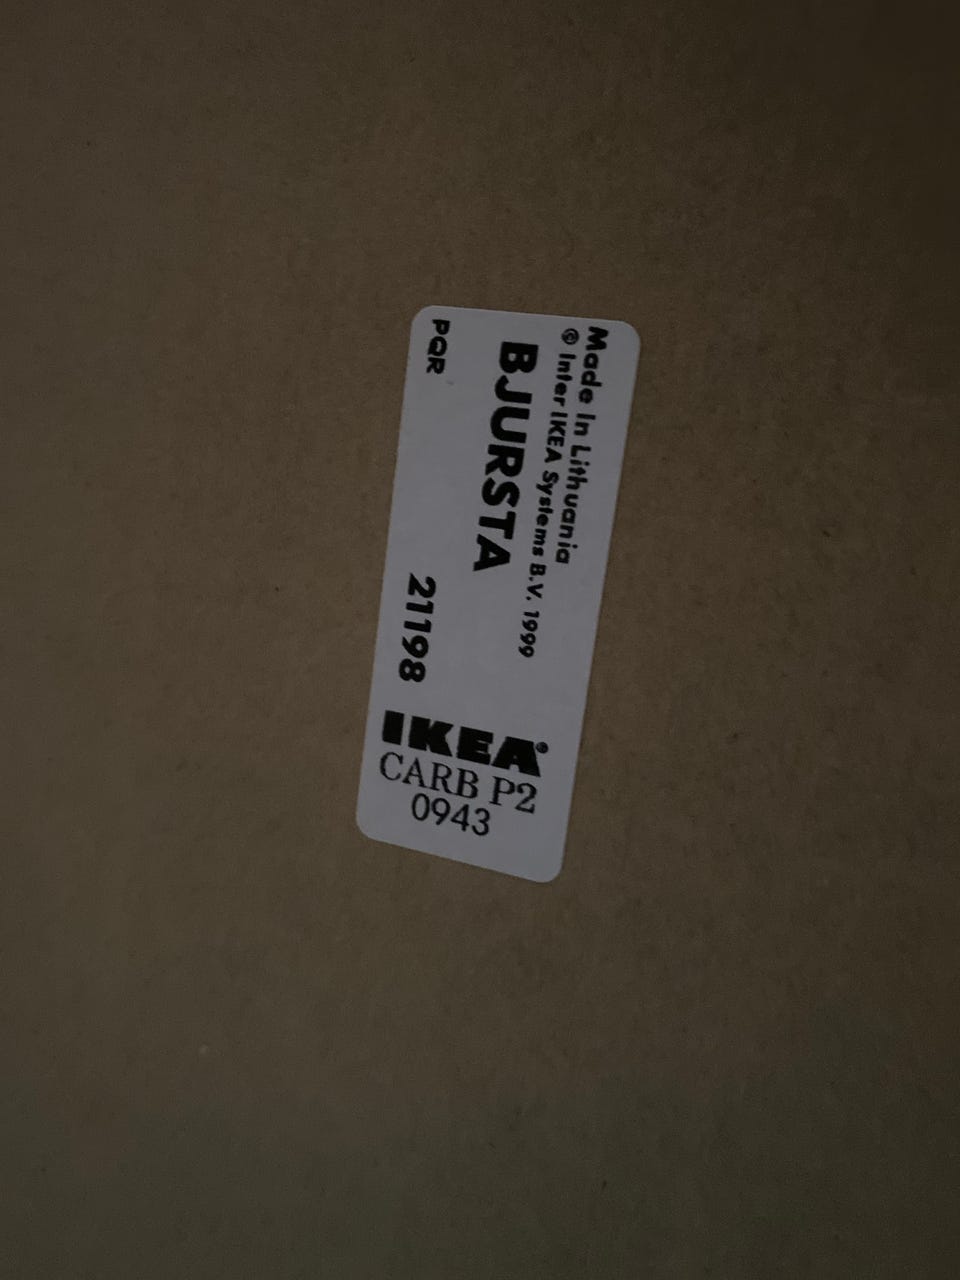 Made In Lithuania
© Inter IKEA Systems B.V. 1999
BJURSTA
PQR 21198
IKEA®
CARB P2
0943